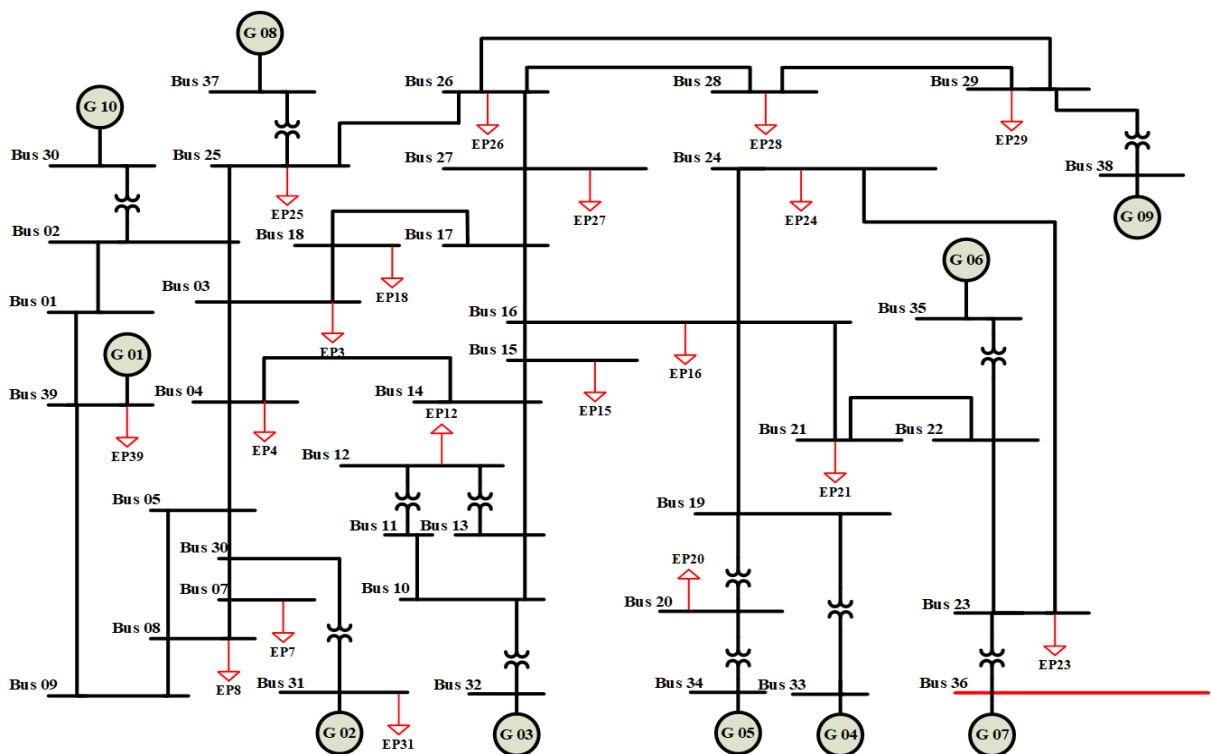 G 08
Bus 37
Bus 26
Bus 28
Bus 29
G 10
Bus 30
Bus 25
Bus 27
Bus 24
EP26
EP28
EP29
Bus 38
EP25
EP27
EP24
G 09
Bus 02
Bus 18
Bus 17
G 06
Bus 03
EP18
Bus 01
Bus 16
Bus 35
G 01
EP3
Bus 15
EP16
Bus 39
Bus 04
Bus 14
EP15
EP12
EP39
EP4
Bus 21
Bus 22
Bus 12
EP21
Bus 05
Bus 11
Bus 13
Bus 19
Bus 30
EP20
Bus 07
Bus 10
Bus 20
Bus 23
Bus 08
EP7
EP23
Bus 09
EP8
Bus 31
Bus 32
Bus 34
Bus 33
Bus 36
G 02
EP31
G 03
G 05
G 04
G 07